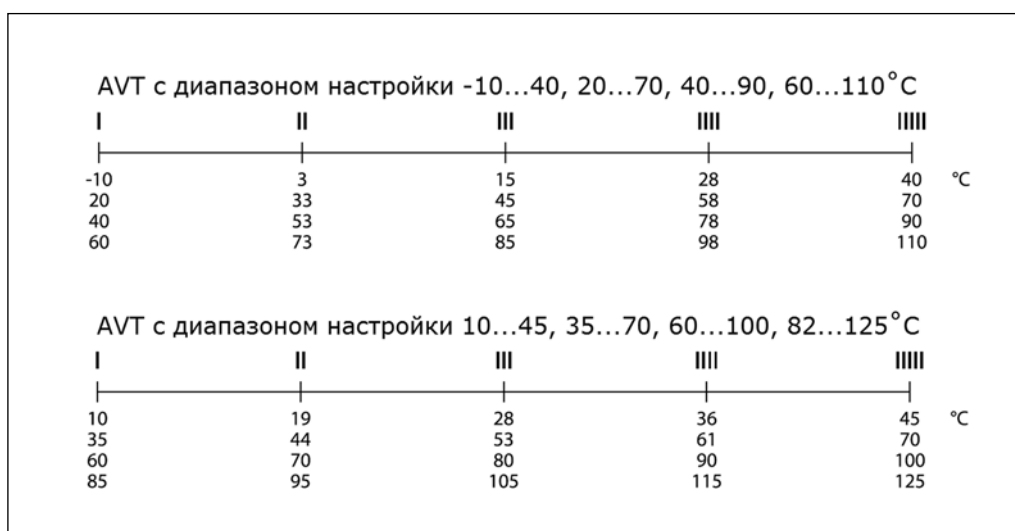 AVT с диапазоном настройки -10...40, 20...70, 40...90, 60...110˚C
I II III IIII IIIII
-10 3 15 28 40 °C
20 33 45 58 70
40 53 65 78 90
60 73 85 98 110
AVT с диапазоном настройки 10...45, 35...70, 60...100, 82...125˚C
I II III IIII IIIII
10 19 28 36 45 °C
35 44 53 61 70
60 70 80 90 100
85 95 105 115 125